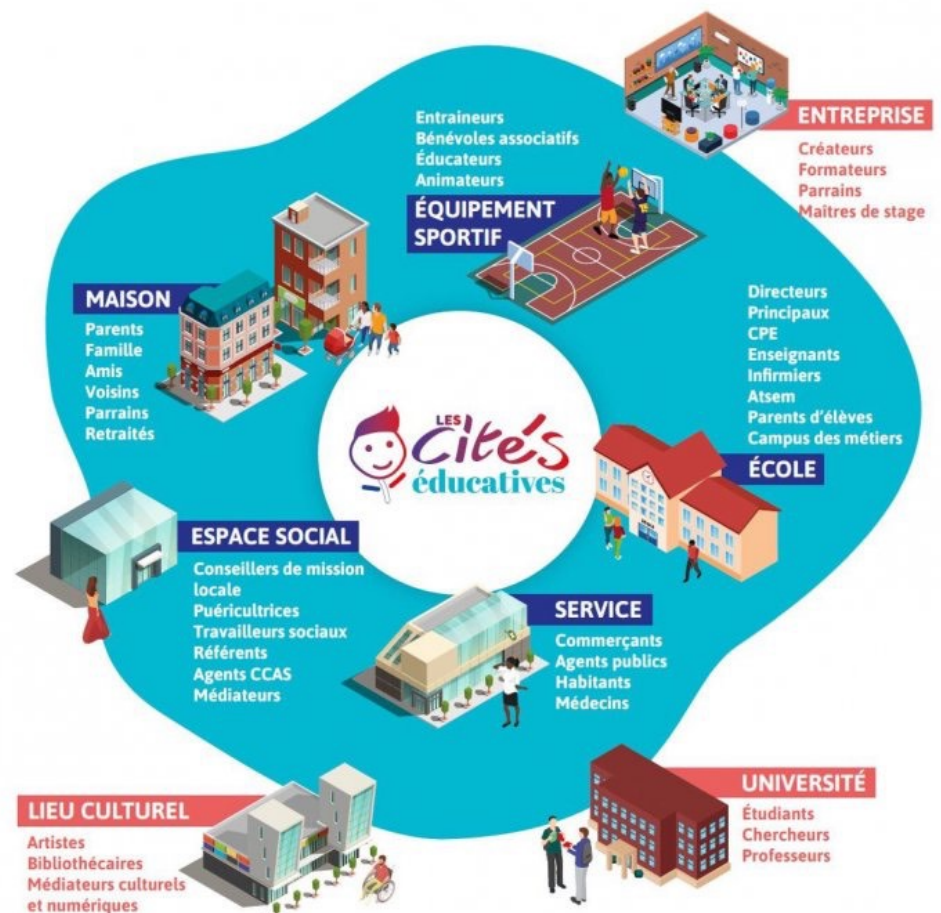 Entraineurs
Bénévoles associatifs
Éducateurs
Animateurs
ÉQUIPEMENT
SPORTIF
ENTREPRISE
Créateurs
Formateurs
Parrains
Maîtres de stage
MAISON
Parents
Famille
Amis
Voisins
Parrains
Retraités
Directeurs
Principaux
CPE
Enseignants
Infirmiers
Atsem
Parents d'élèves
Campus des métiers
ÉCOLE
LES
Cités
éducatives
ESPACE SOCIAL
Conseillers de mission
locale
Puéricultrices
Travailleurs sociaux
Référents
Agents CCAS
Médiateurs
SERVICE
Commerçants
Agents publics
Habitants
Médecins
LIEU CULTUREL
Artistes
Bibliothécaires
Médiateurs culturels
et numériques
UNIVERSITÉ
Étudiants
Chercheurs
Professeurs